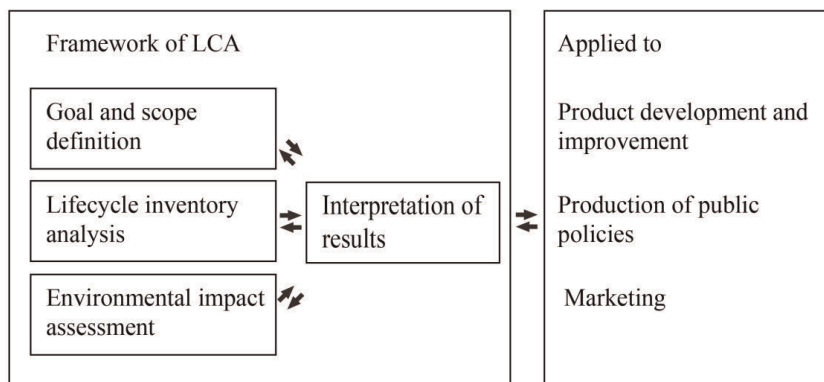 Framework of LCA
Goal and scope
definition
Lifecycle inventory
analysis
Environmental impact
assessment
Interpretation of
results
Applied to
Product development and
improvement
Production of public
policies
Marketing